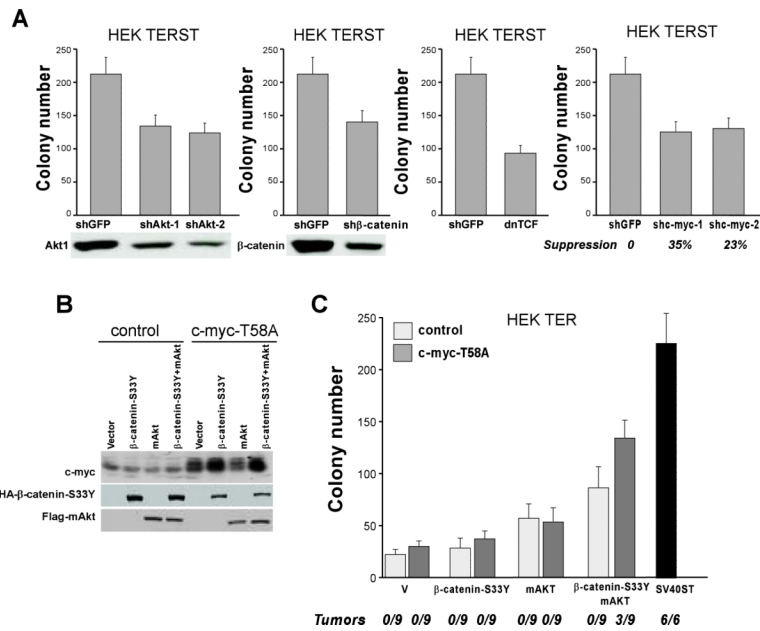 A
HEK TERST
HEK TERST
HEK TERST
HEK TERST
Colony number
250
200
150
100
50
0
shGFP shAkt-1 shAkt-2
Akt1
Colony number
250
200
150
100
50
0
shGFP shβ-catenin
β-catenin
Colony number
250
200
150
100
50
0
shGFP dnTCF
Colony number
250
200
150
100
50
0
shGFP shc-myc-1 shc-myc-2
Suppression 0 35% 23%
B
control c-myc-T58A
Vector
β-catenin-S33Y
mAkt
β-catenin-S33Y+mAkt
Vector
β-catenin-S33Y
mAkt
β-catenin-S33Y+mAkt
c-myc
HA-β-catenin-S33Y
Flag-mAkt
C
HEK TER
control
c-myc-T58A
Colony number
250
200
150
100
50
0
V β-catenin-S33Y mAKT β-catenin-S33Y SV40ST
mAKT
Tumors 0/9 0/9 0/9 0/9 0/9 0/9 0/9 3/9 6/6